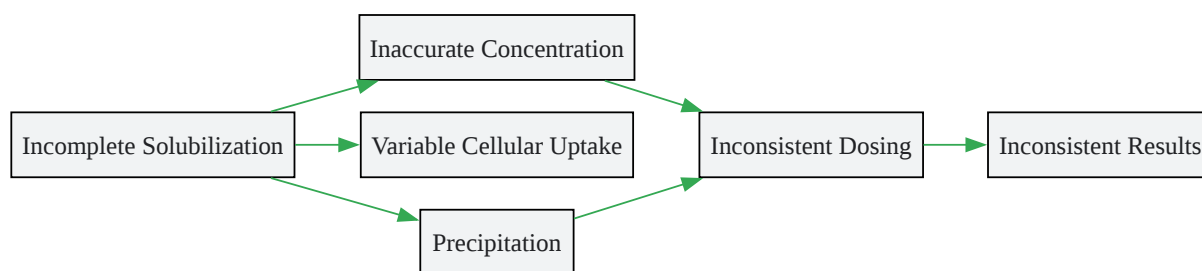 Inaccurate Concentration
Incomplete Solubilization
Variable Cellular Uptake
Inconsistent Dosing
Inconsistent Results
Precipitation